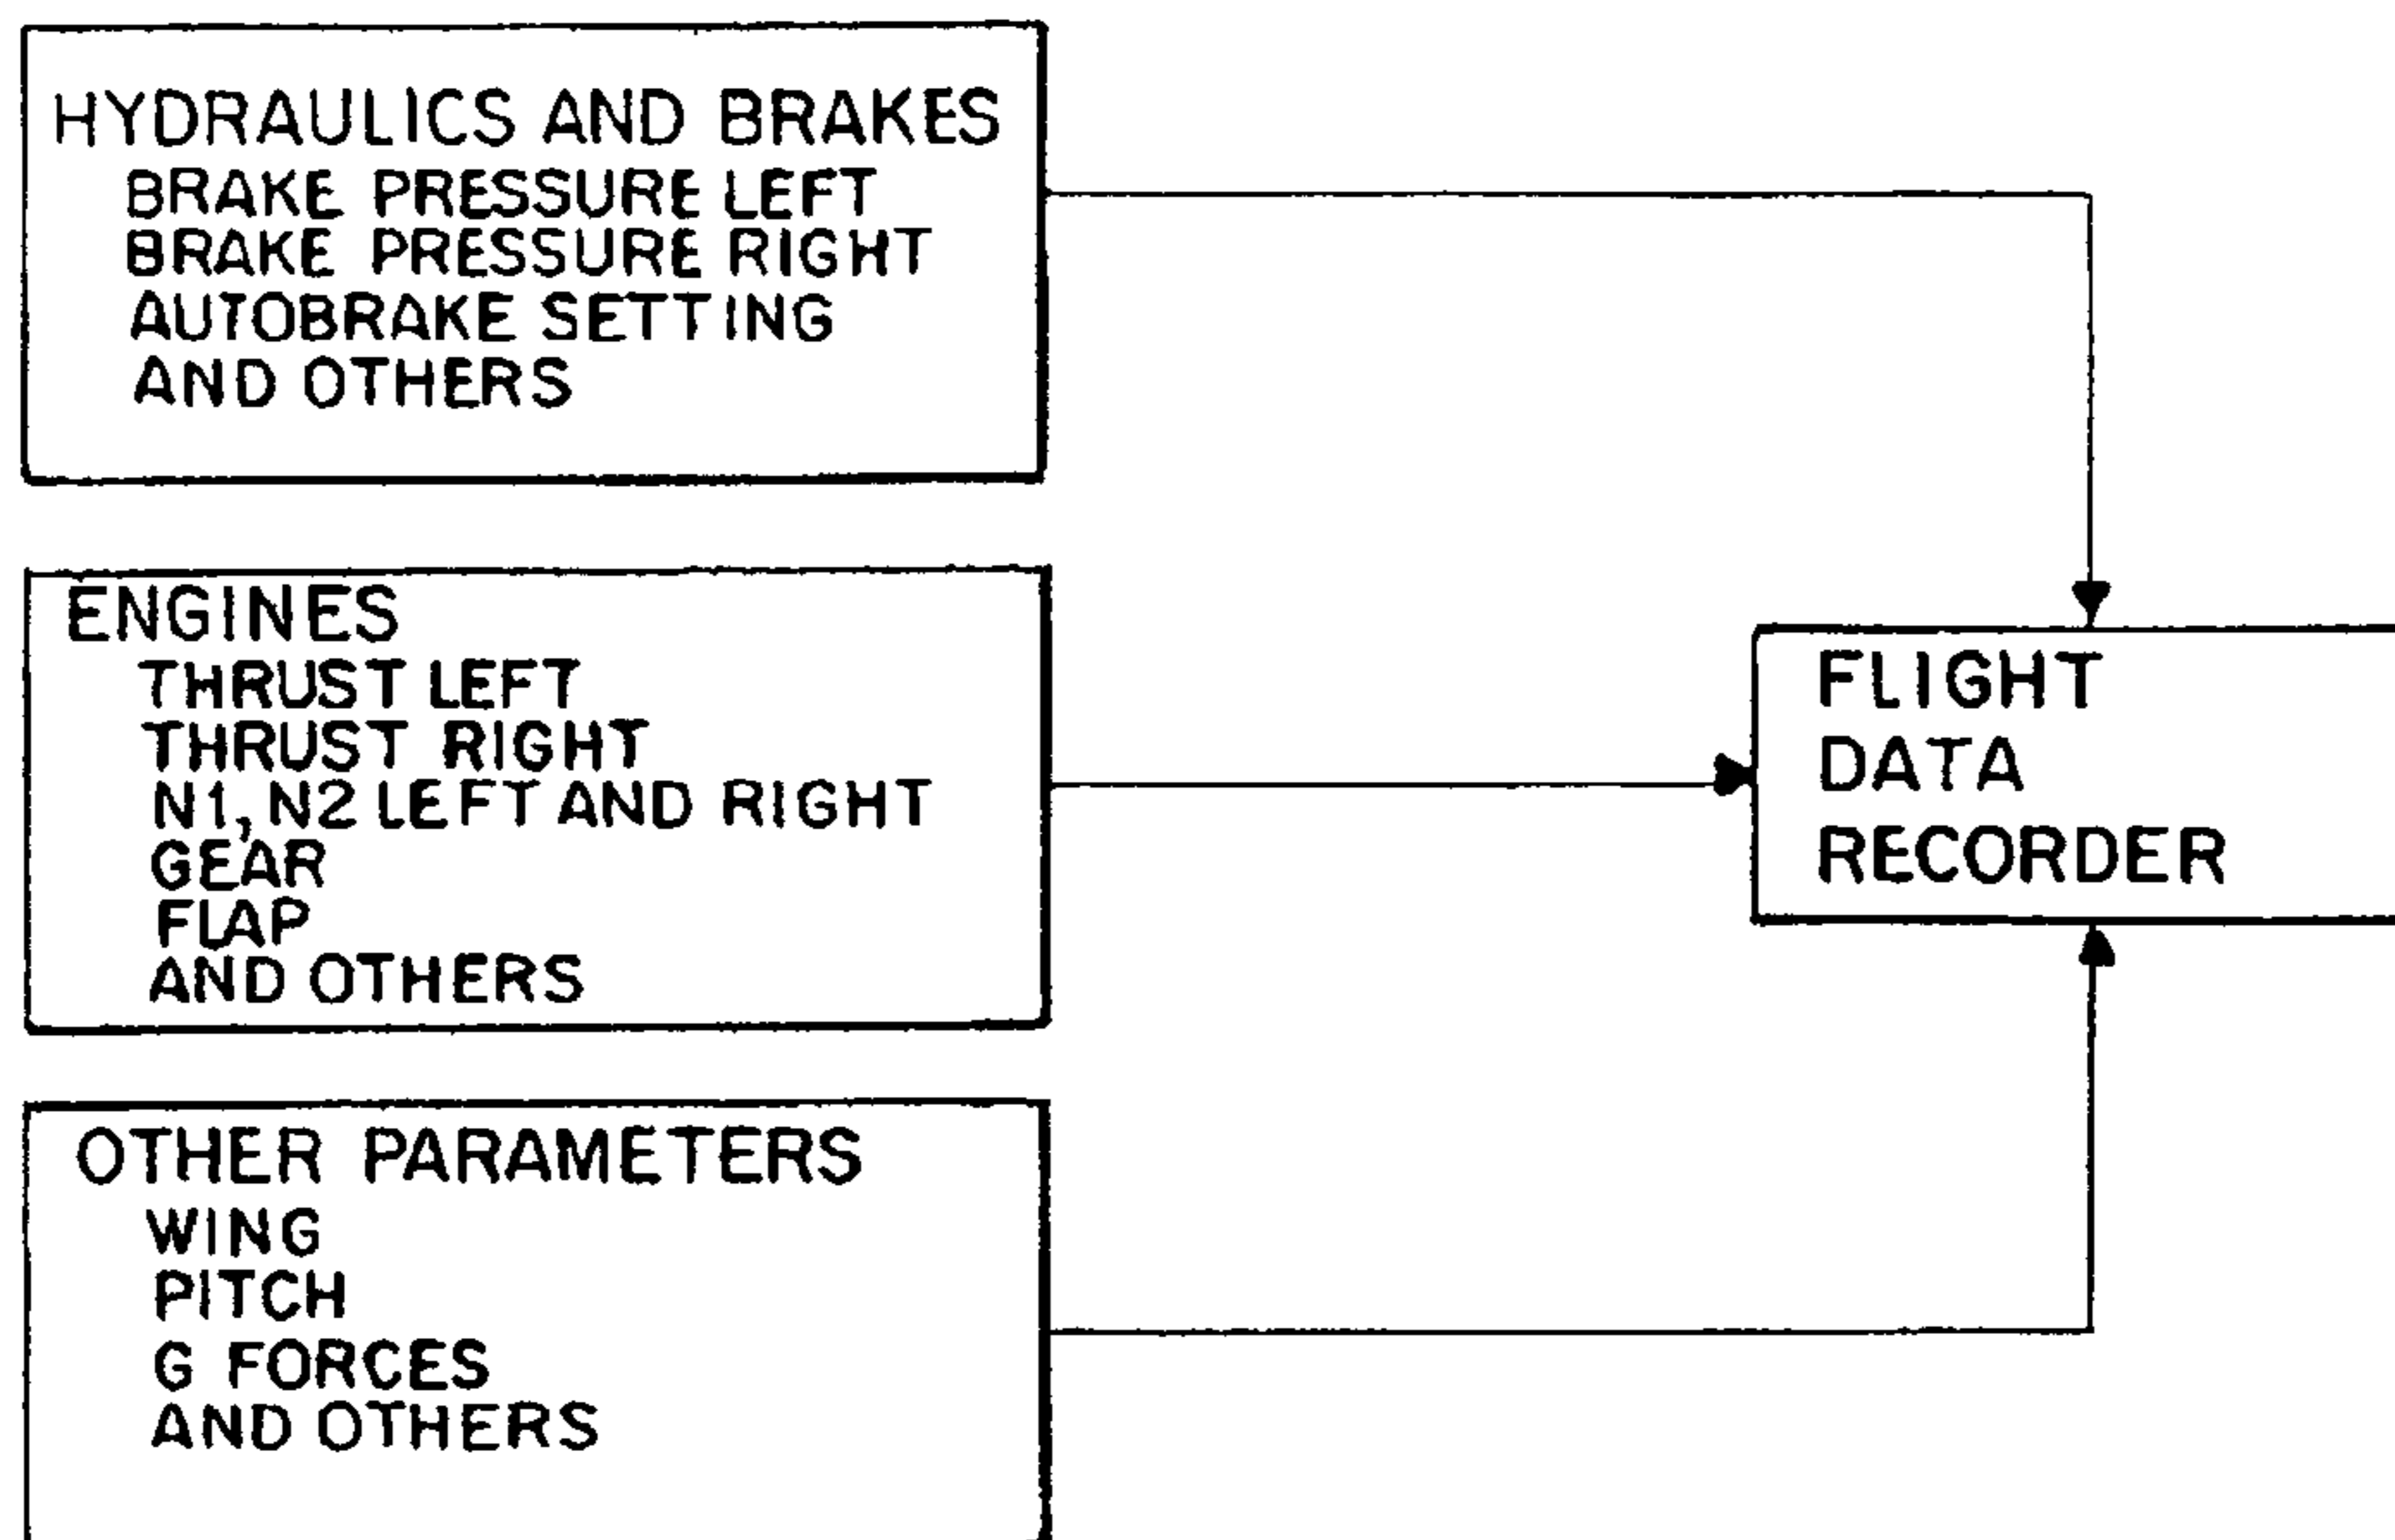 HYDRAULICS AND BRAKES
BRAKE PRESSURE LEFT
BRAKE PRESSURE RIGHT
AUTOBRAKE SETTING
AND OTHERS
ENGINES
THRUST LEFT
THRUST RIGHT
N1, N2 LEFT AND RIGHT
GEAR
FLAP
AND OTHERS
OTHER PARAMETERS
WING
PITCH
G FORCES
AND OTHERS
FLIGHT
DATA
RECORDER